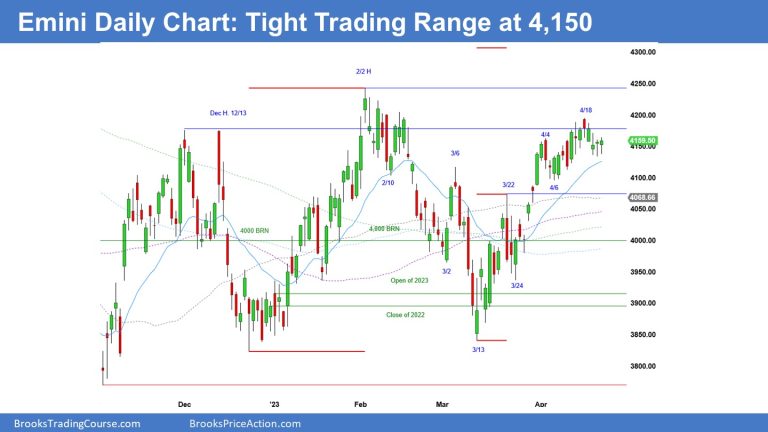 Emini Daily Chart: Tight Trading Range at 4,150
4300.00
2/2 H
4250.00
Dec H. 12/13
4/18
4200.00
4/4
4159.50
4150.00
3/6
2/10
4/6
3/22
4068.66
4050.00
4000 BRN
4,000 BRN
4000.00
3/2
3/24
3950.00
Open of 2023
3900.00
Close of 2022
3850.00
3/13
3800.00
Dec
'23
Feb
Mar
Apr
BrooksTradingCourse.com
BrooksPriceAction.com